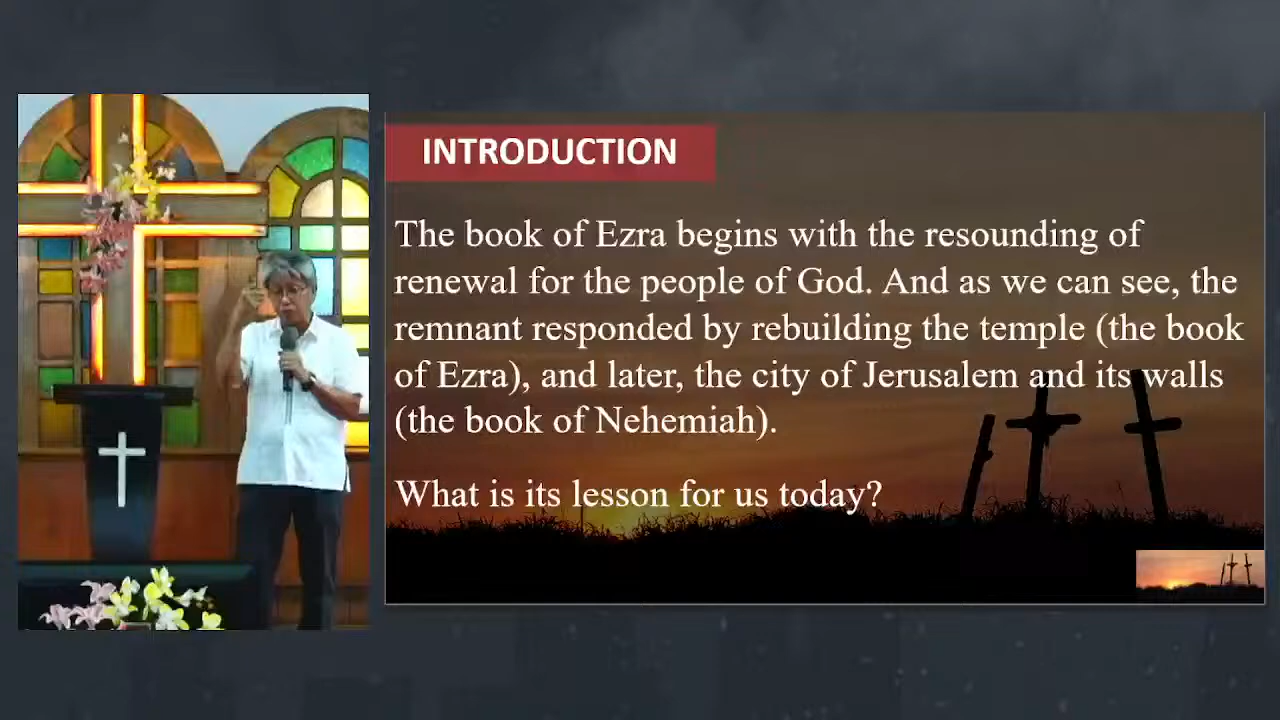 INTRODUCTION
The book of Ezra begins with the resounding of
renewal for the people of God. And as we can see, the
remnant responded by rebuilding the temple (the book
of Ezra), and later, the city of Jerusalem and its walls
(the book of Nehemiah).
What is its lesson for us today?